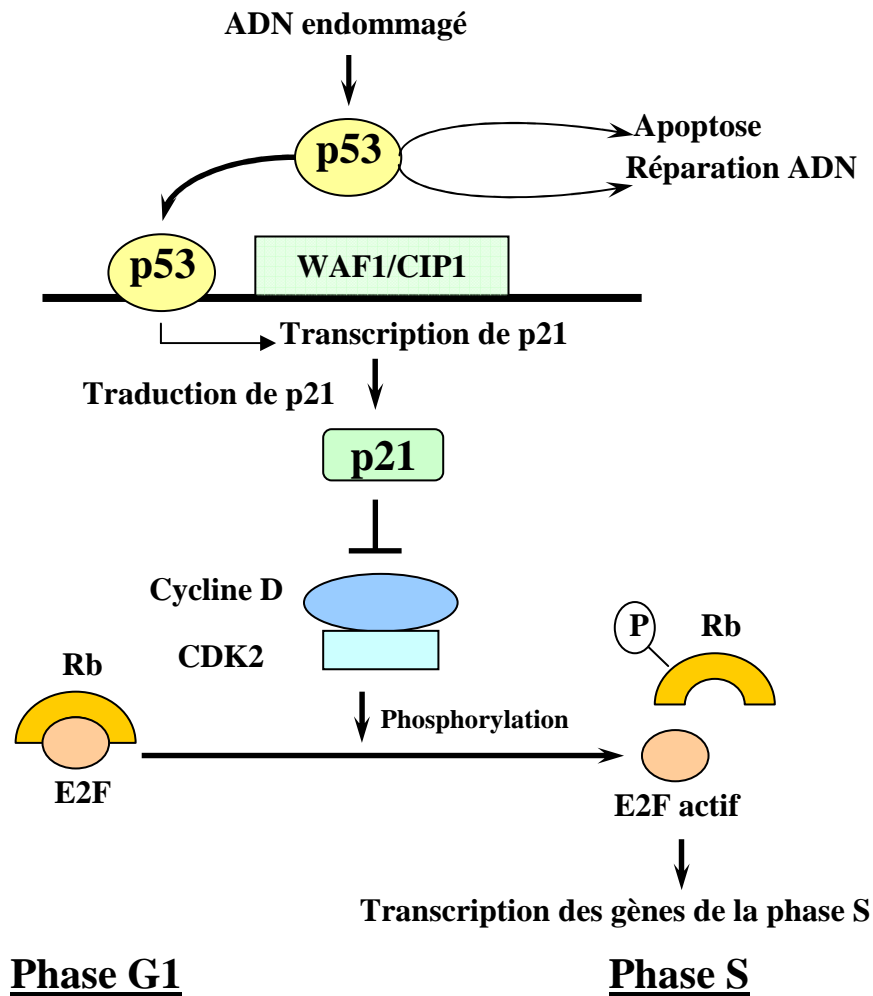 ADN endommagé
p53
Apoptose
Réparation ADN
p53
WAF1/CIP1
Transcription de p21
Traduction de p21
p21
Cycline D
CDK2
P
Rb
Rb
Phosphorylation
E2F
E2F actif
Transcription des gènes de la phase S
Phase G1
Phase S